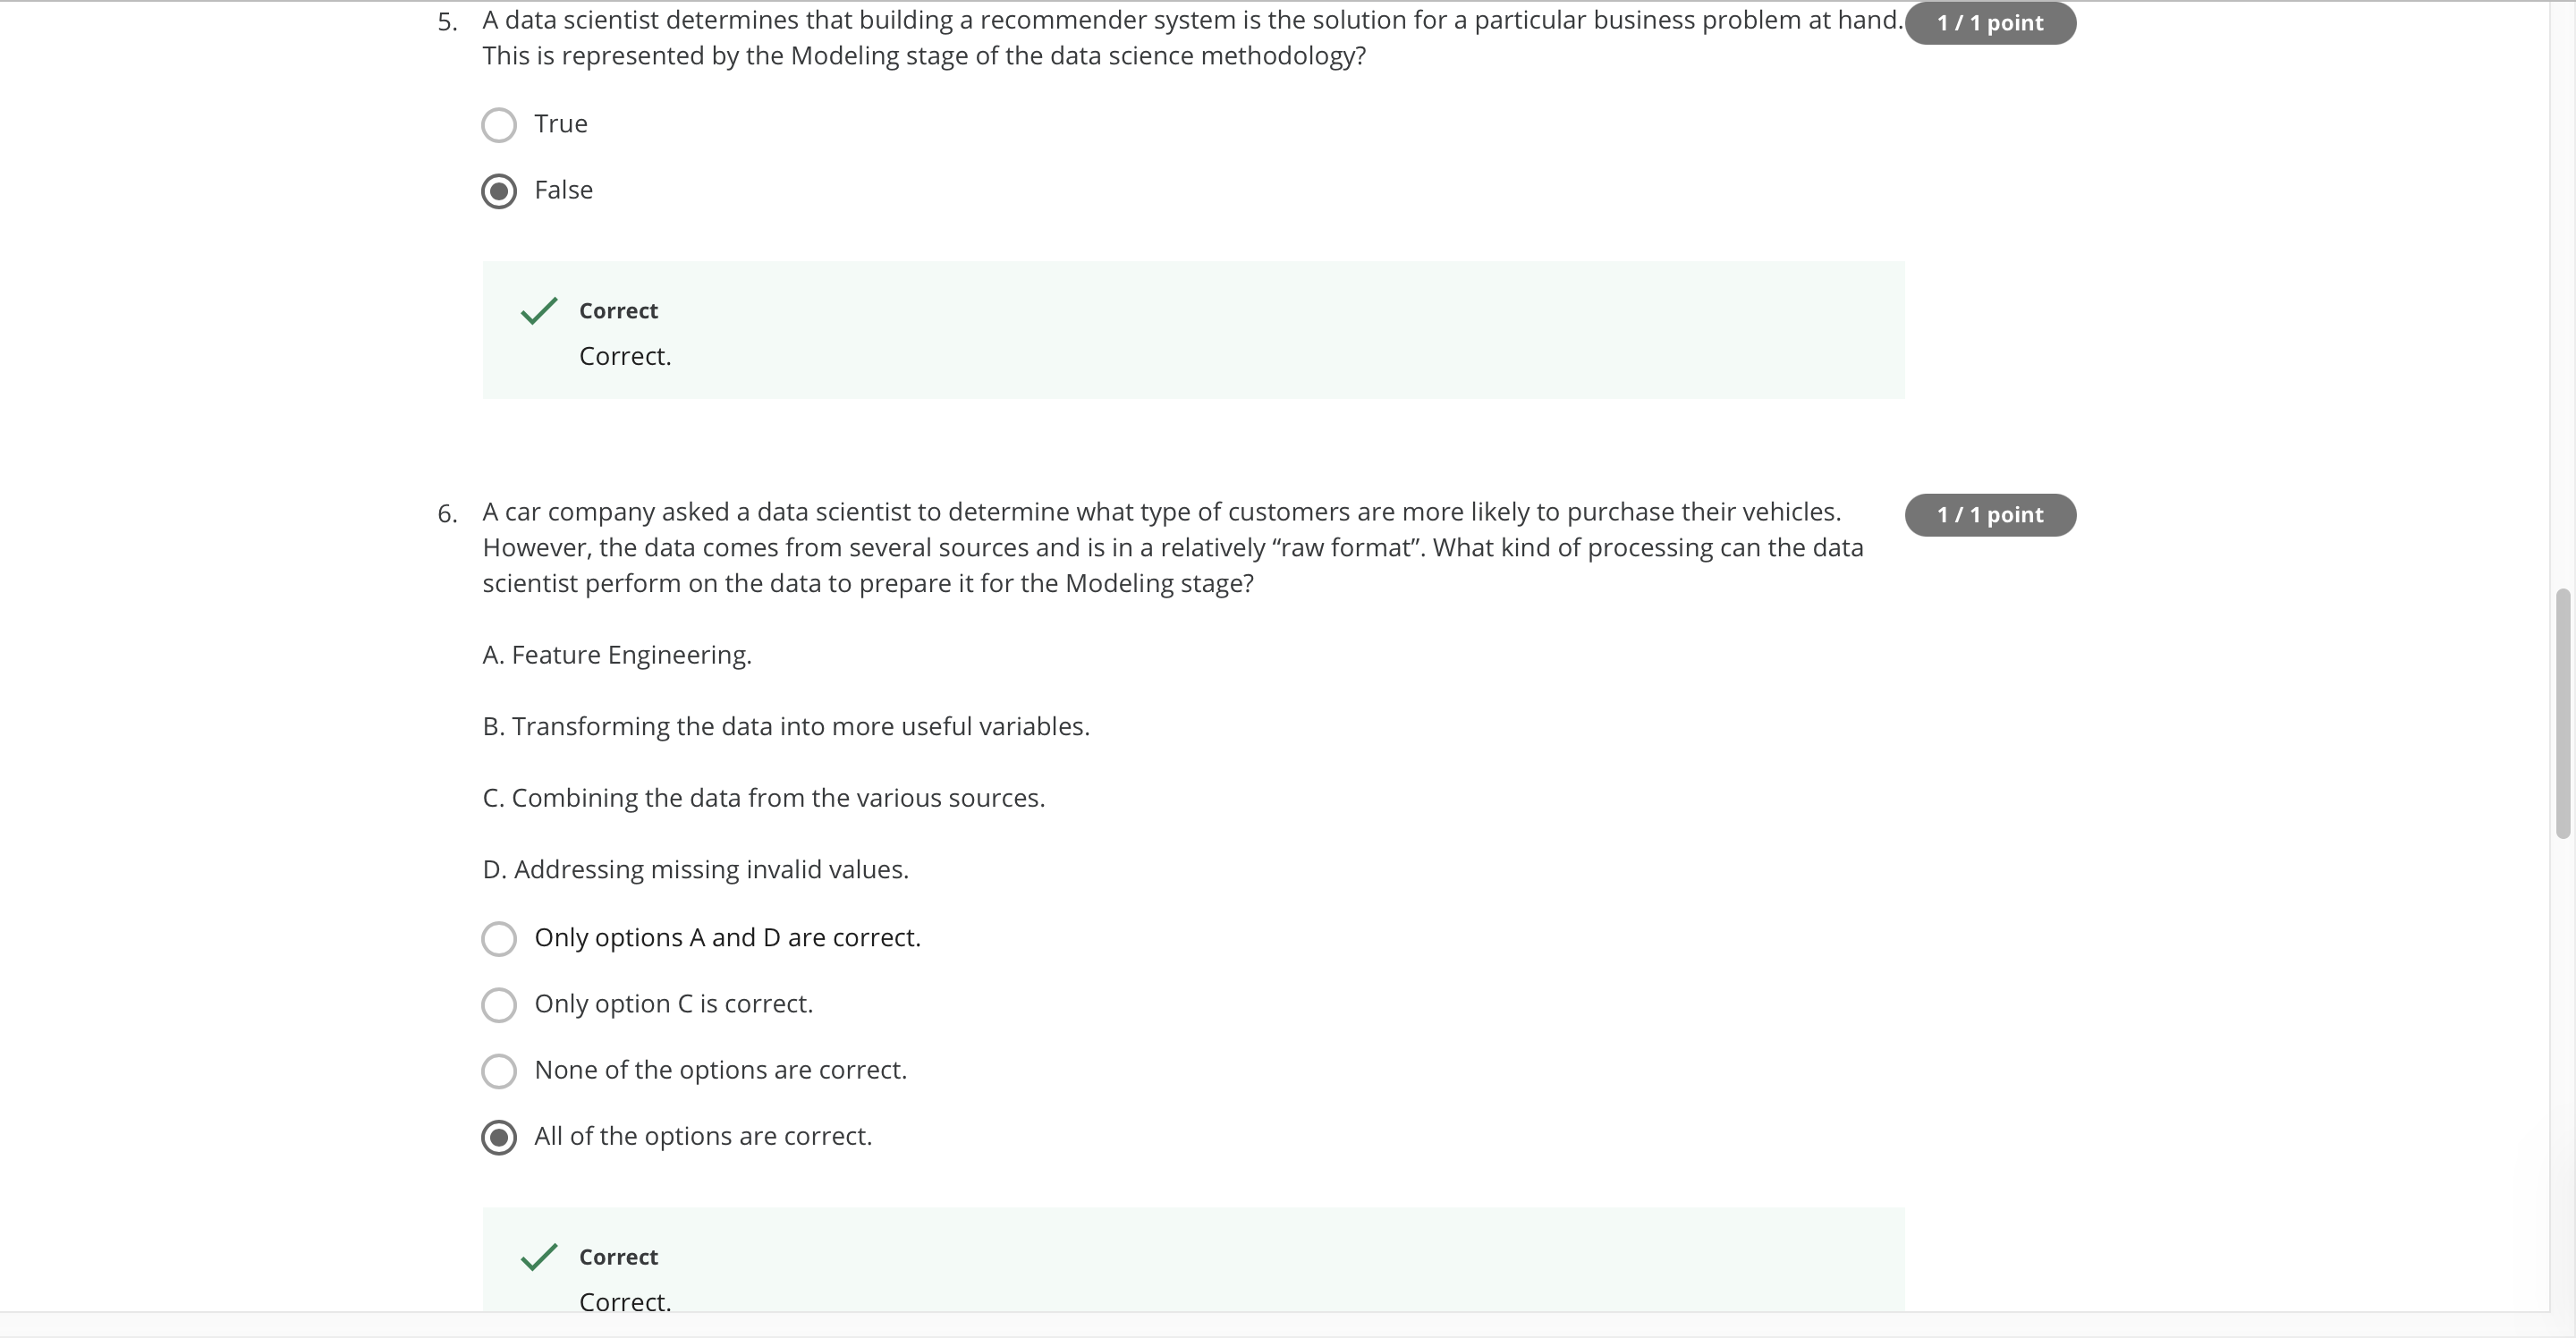 5. A data scientist determines that building a recommender system is the solution for a particular business problem at hand. 1 / 1 point
This is represented by the Modeling stage of the data science methodology?
True
False
Correct
Correct.
6. A car company asked a data scientist to determine what type of customers are more likely to purchase their vehicles. 1 / 1 point
However, the data comes from several sources and is in a relatively “raw format”. What kind of processing can the data
scientist perform on the data to prepare it for the Modeling stage?
A. Feature Engineering.
B. Transforming the data into more useful variables.
C. Combining the data from the various sources.
D. Addressing missing invalid values.
Only options A and D are correct.
Only option C is correct.
None of the options are correct.
All of the options are correct.
Correct
Correct.